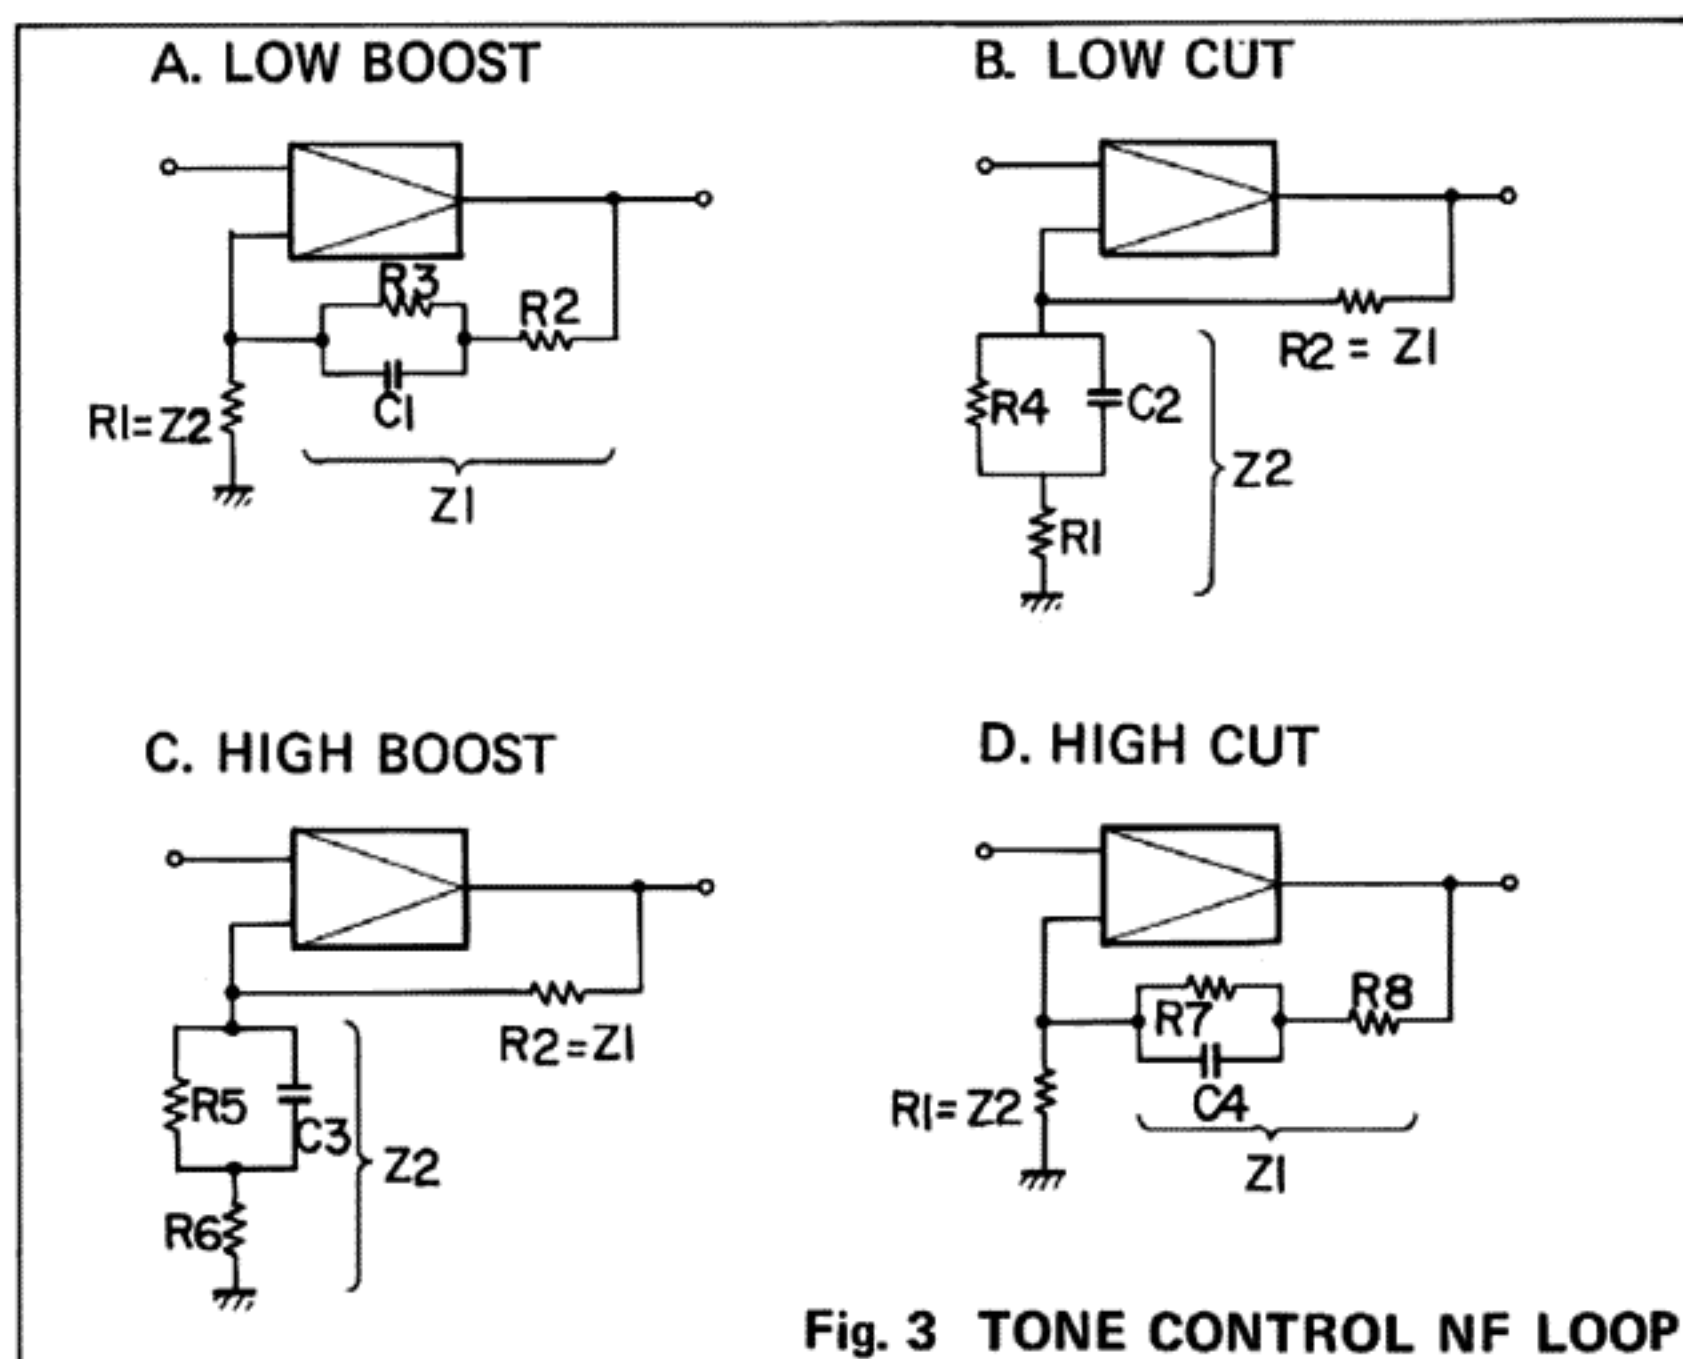 A. LOW BOOST
R3
R2
C1
R1=Z2
Z1
B. LOW CUT
R2 = Z1
R4
C2
Z2
R1
C. HIGH BOOST
R2=Z1
R5
C3
Z2
R6
D. HIGH CUT
R8
R7
C4
R1=Z2
Z1
Fig. 3 TONE CONTROL NF LOOP